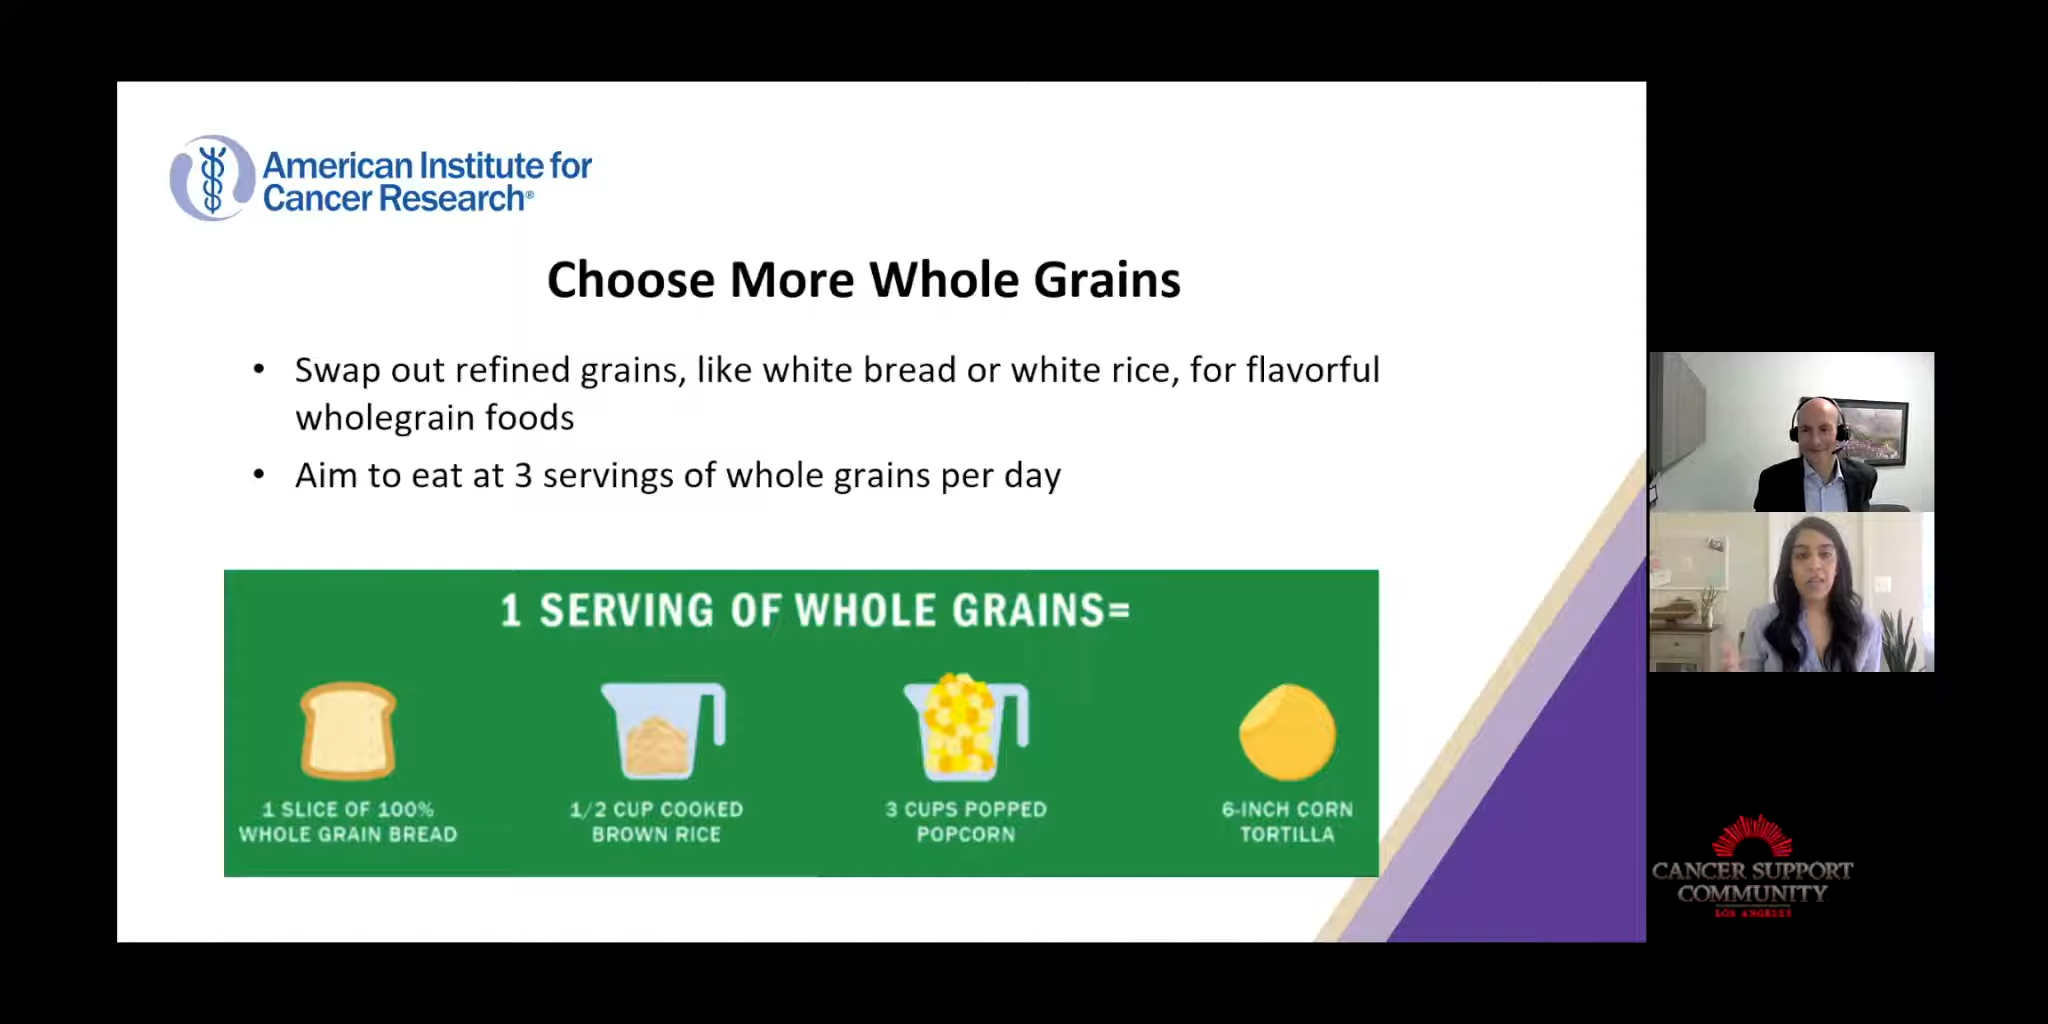 American Institute for
Cancer Research®
Choose More Whole Grains
• Swap out refined grains, like white bread or white rice, for flavorful
wholegrain foods
• Aim to eat at 3 servings of whole grains per day
1 SERVING OF WHOLE GRAINS=
1 SLICE OF 100%
WHOLE GRAIN BREAD
1/2 CUP COOKED
BROWN RICE
3 CUPS POPPED
POPCORN
6-INCH CORN
TORTILLA
CANCER SUPPORT
COMMUNITY
LOS ANGELES